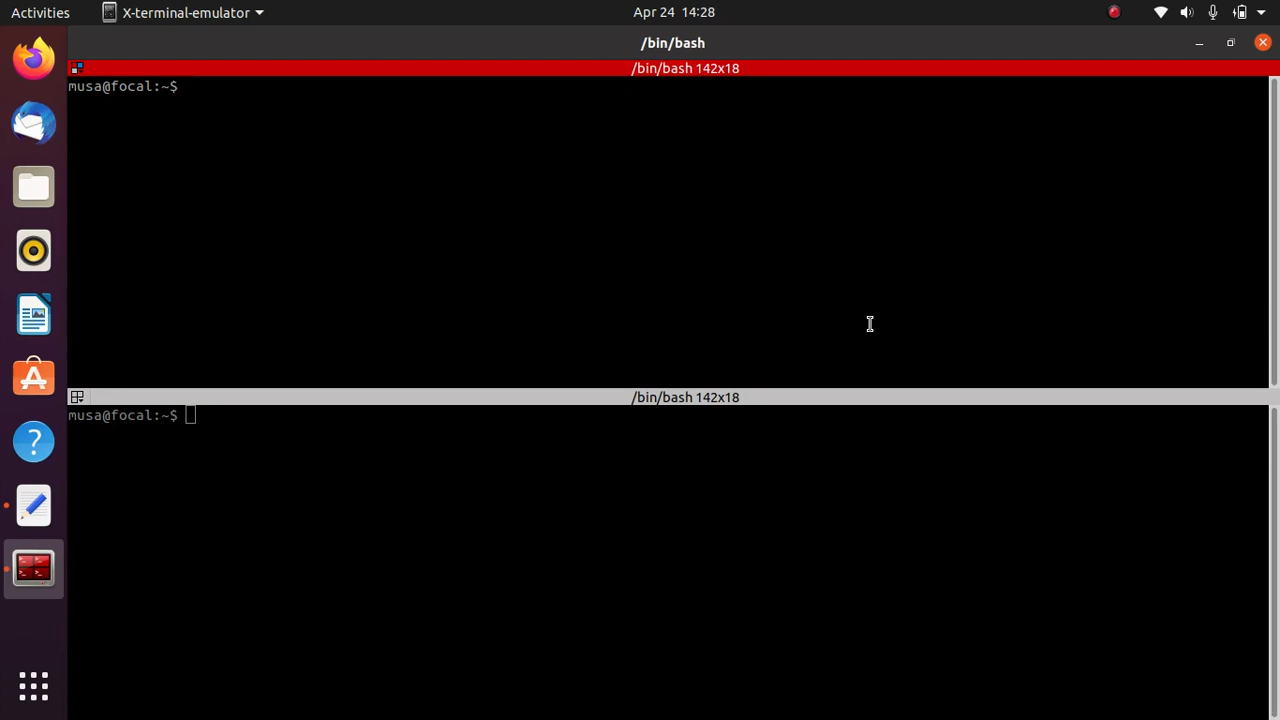 Activities X-terminal-emulator Apr 24 14:28
/bin/bash
/bin/bash 142x18
musa@focal:~$
/bin/bash 142x18
musa@focal:~$